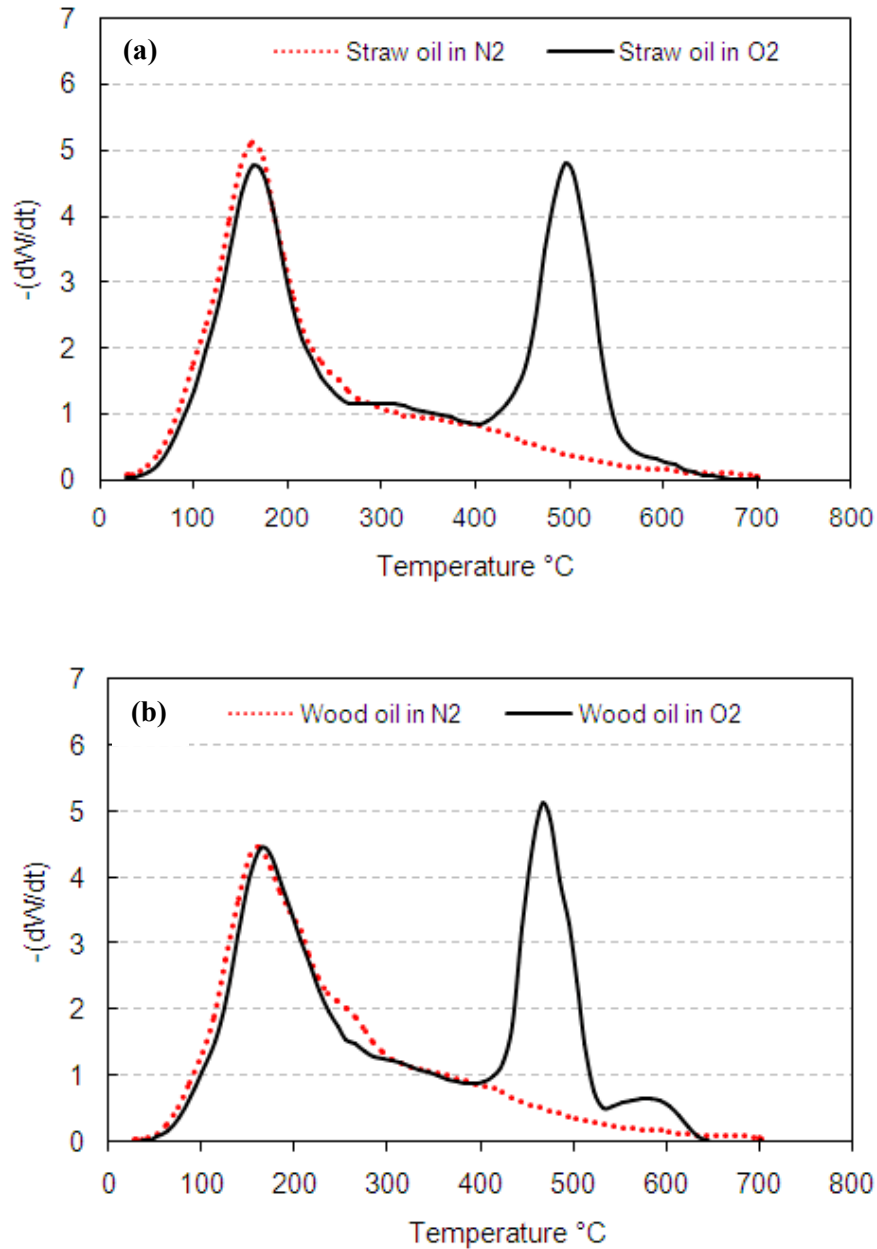 (a)
Straw oil in N2
Straw oil in O2
7
6
5
4
3
2
1
0
-(dW/dt)
0 100 200 300 400 500 600 700 800
Temperature °C
(b)
Wood oil in N2
Wood oil in O2
7
6
5
4
3
2
1
0
-(dW/dt)
0 100 200 300 400 500 600 700 800
Temperature °C